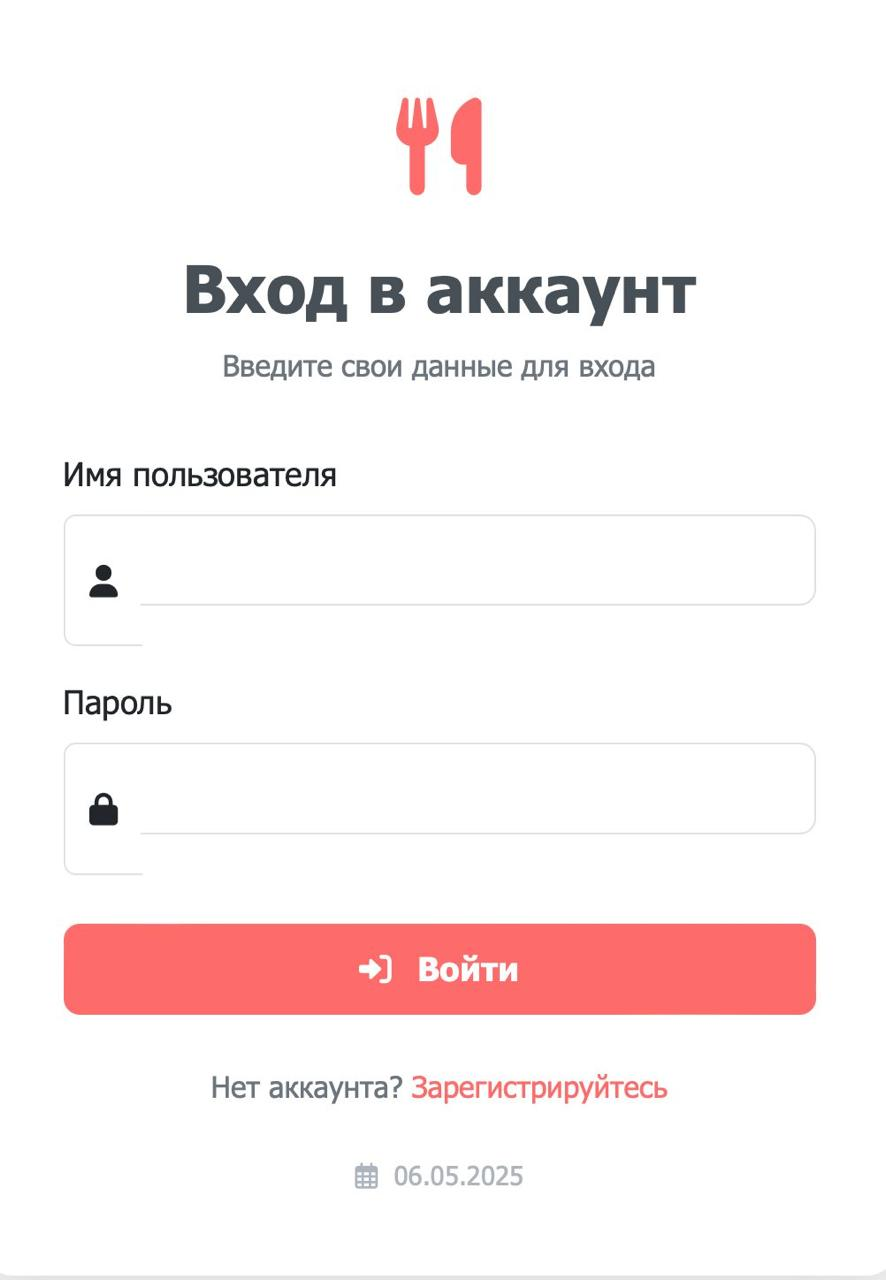 Вход в аккаунт
Введите свои данные для входа
Имя пользователя
Пароль
Войти
Нет аккаунта? Зарегистрируйтесь
06.05.2025